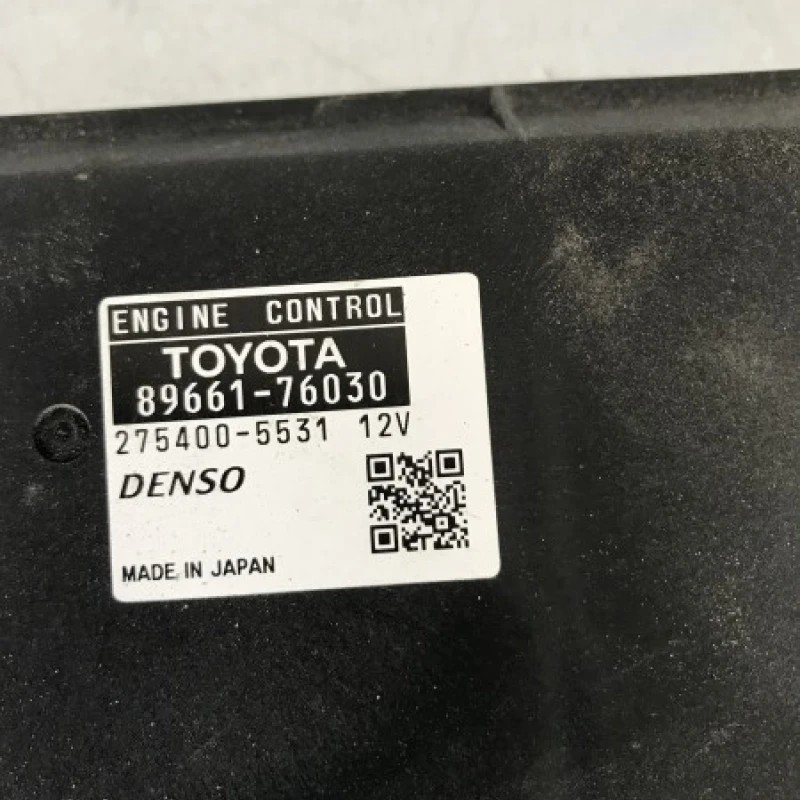 ENGINE CONTROL
TOYOTA
89661-76030
275400-5531 12V
DENSO
MADE IN JAPAN